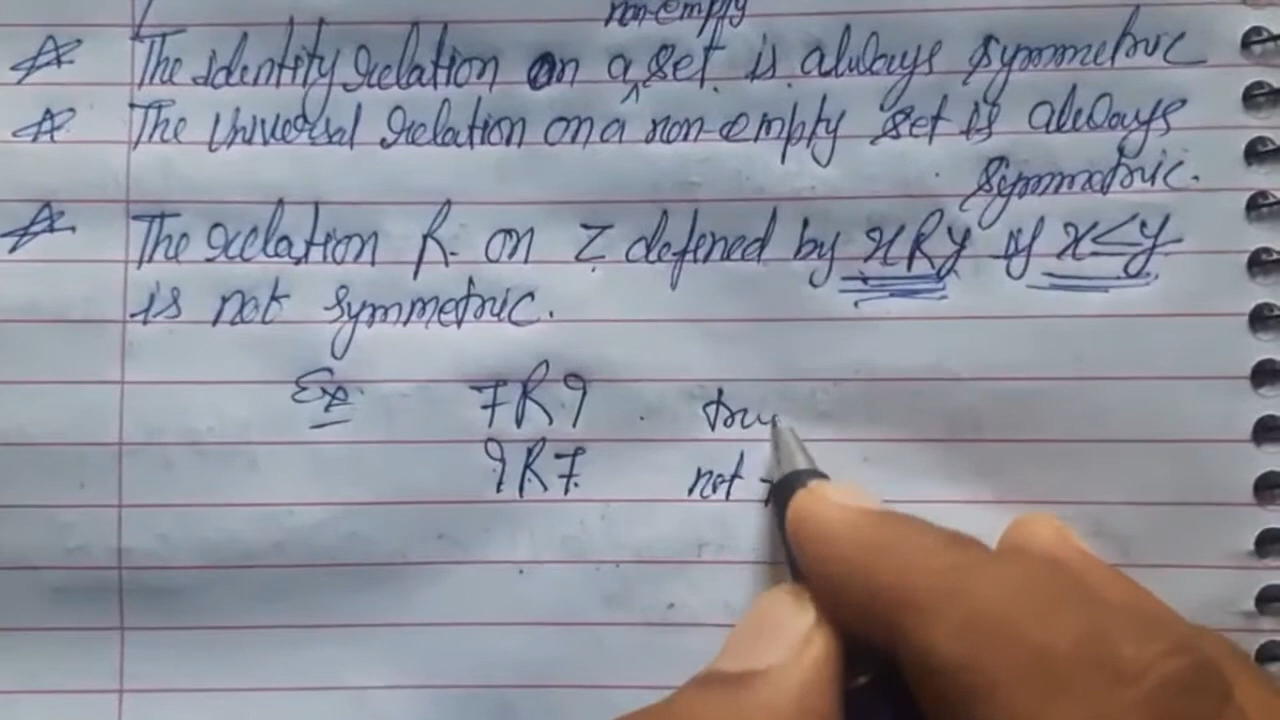 non-empty
☆ The identity relation on a ^ set is always symmetric
☆ The Universal relation on a non-empty set is always
symmetric.
☆ The relation R on Z defined by xRy if x<y
is not symmetric.
Ex. 7R9 . tru
9R7 not